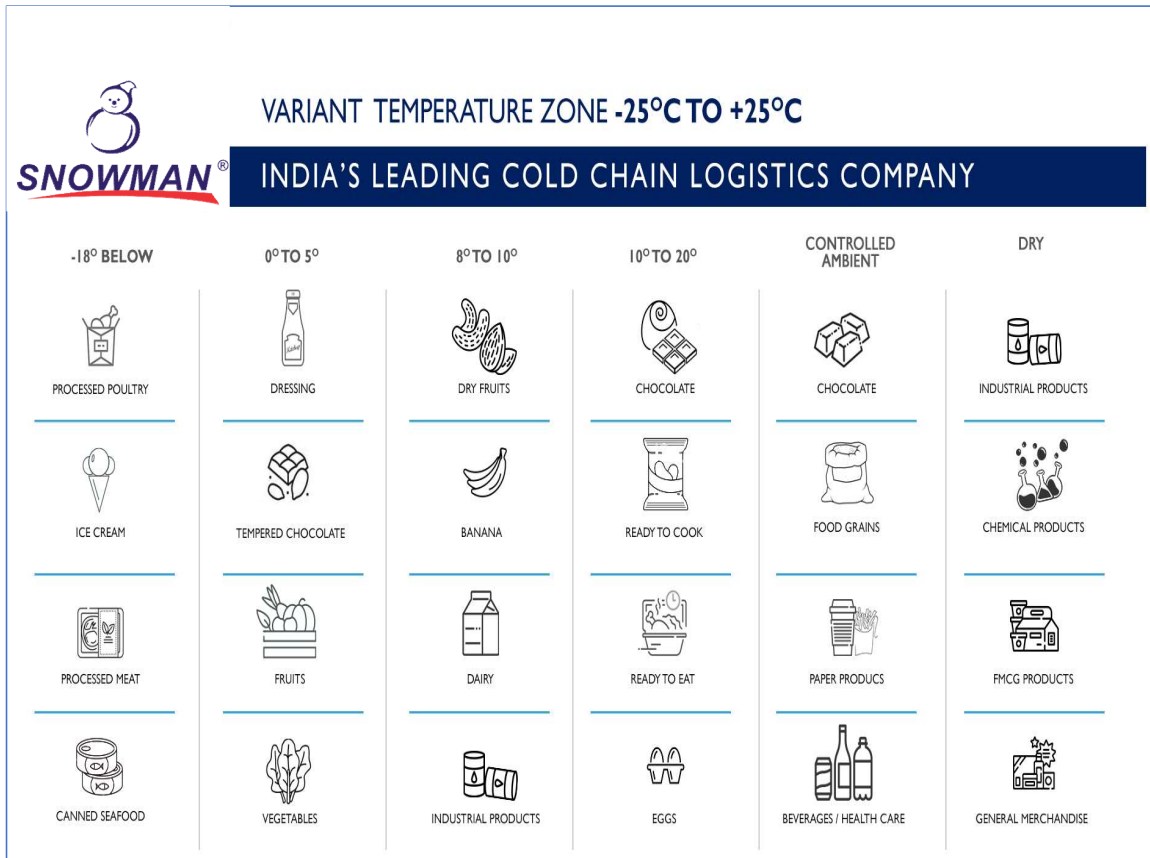 SNOWMAN®
VARIANT TEMPERATURE ZONE -25°C TO +25°C
INDIA'S LEADING COLD CHAIN LOGISTICS COMPANY
-18° BELOW
0° TO 5°
8° TO 10°
10° TO 20°
CONTROLLED
AMBIENT
DRY
Ketchup
PROCESSED POULTRY
DRESSING
DRY FRUITS
CHOCOLATE
CHOCOLATE
INDUSTRIAL PRODUCTS
ICE CREAM
TEMPERED CHOCOLATE
BANANA
READY TO COOK
FOOD GRAINS
CHEMICAL PRODUCTS
PROCESSED MEAT
FRUITS
DAIRY
READY TO EAT
PAPER PRODUCS
FMCG PRODUCTS
CANNED SEAFOOD
VEGETABLES
INDUSTRIAL PRODUCTS
EGGS
BEVERAGES / HEALTH CARE
GENERAL MERCHANDISE